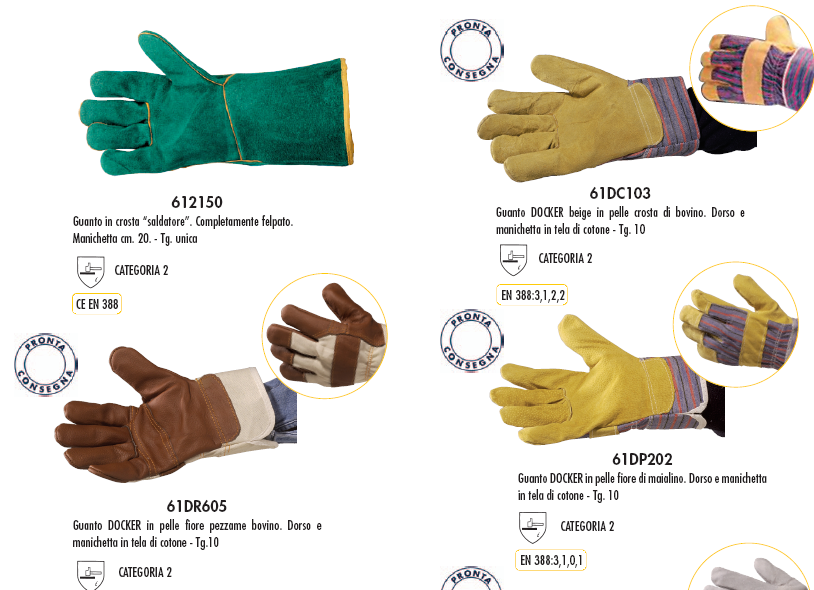 612150
Guanto in crosta “saldatore”. Completamente felpato.
Manichetta cm. 20. - Tg. unica
CATEGORIA 2
CE EN 388
PRONTA
CONSEGNA
61DR605
Guanto DOCKER in pelle fiore pezzame bovino. Dorso e
manichetta in tela di cotone - Tg.10
CATEGORIA 2
PRONTA
CONSEGNA
61DC103
Guanto DOCKER beige in pelle crosta di bovino. Dorso e
manichetta in tela di cotone - Tg. 10
CATEGORIA 2
EN 388:3,1,2,2
PRONTA
CONSEGNA
61DP202
Guanto DOCKER in pelle fiore di maialino. Dorso e manichetta
in tela di cotone - Tg. 10
CATEGORIA 2
EN 388:3,1,0,1
PRONTA